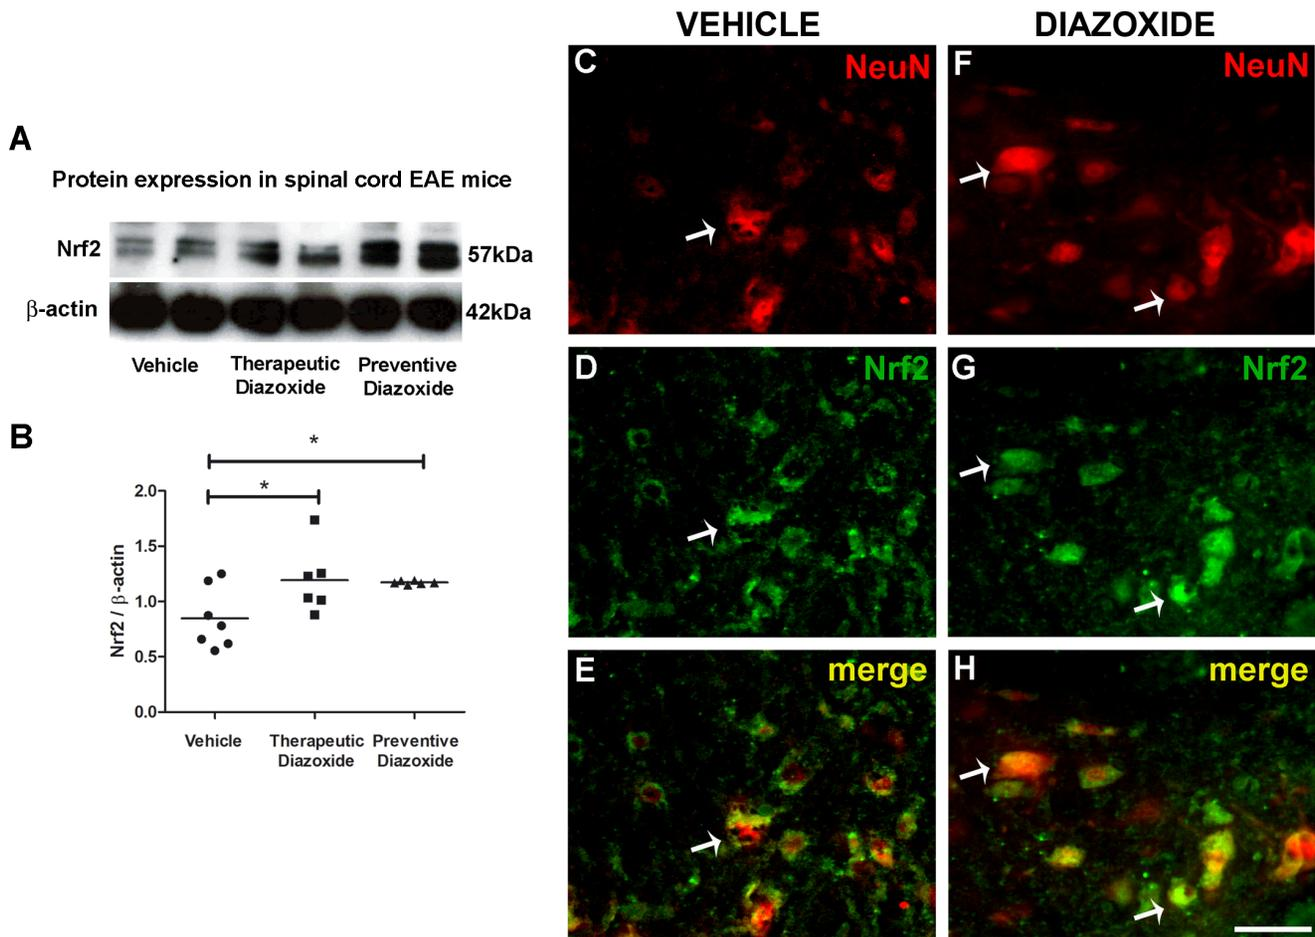 A
Protein expression in spinal cord EAE mice
Nrf2
57kDa
β-actin
42kDa
Vehicle
Therapeutic
Diazoxide
Preventive
Diazoxide
B
*
*
2.0
1.5
1.0
0.5
0.0
Nrf2 / β-actin
Vehicle
Therapeutic
Diazoxide
Preventive
Diazoxide
VEHICLE
DIAZOXIDE
C
NeuN
F
NeuN
D
Nrf2
G
Nrf2
E
merge
H
merge